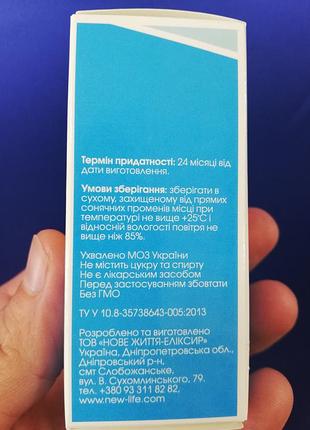 Термін придатності: 24 місяці від
дати виготовлення.
Умови зберігання: зберігати в
сухому, захищеному від прямих
сонячних променів місці при
температурі не вище +25°С і
відносній вологості повітря не
вище ніж 85%.
Ухвалено МОЗ України
Не містить цукру та спирту
Не є лікарським засобом
Перед застосуванням збовтати
Без ГМО
ТУ У 10.8-35738643-005:2013
Розроблено та виготовлено
ТОВ «НОВЕ ЖИТТЯ-ЕЛІКСИР»
Україна, Дніпропетровська обл.,
Дніпровський р-н,
смт Слобожанське,
вул. В. Сухомлинського, 79.
тел. +380 93 311 82 82,
www.new-life.com